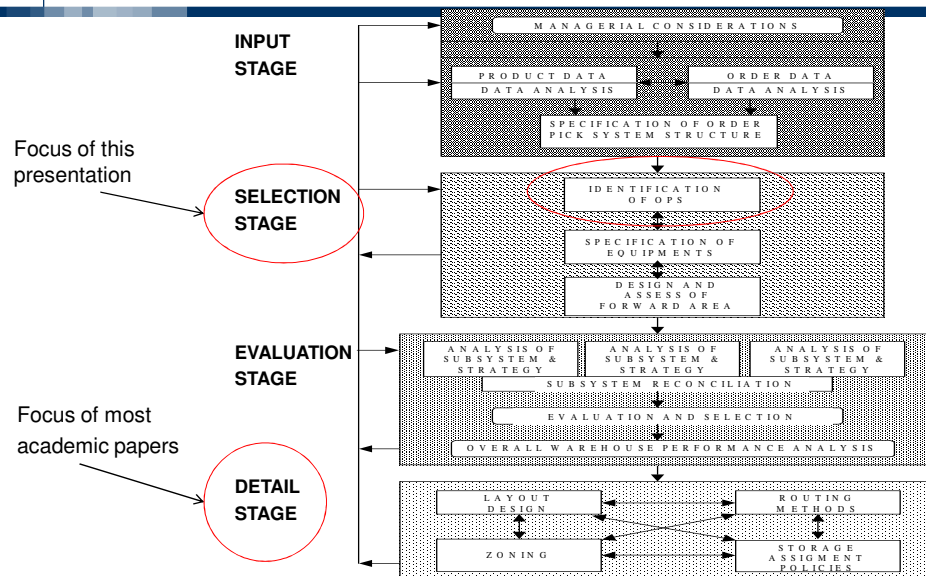 INPUT
STAGE
MANAGERIAL CONSIDERATIONS
PRODUCT DATA
DATA ANALYSIS
ORDER DATA
DATA ANALYSIS
SPECIFICATION OF ORDER
PICK SYSTEM STRUCTURE
Focus of this
presentation
SELECTION
STAGE
IDENTIFICATION
OF OPS
SPECIFICATION OF
EQUIPMENTS
DESIGN AND
ASSESS OF
FORWARD AREA
EVALUATION
STAGE
ANALYSIS OF
SUBSYSTEM &
STRATEGY
ANALYSIS OF
SUBSYSTEM &
STRATEGY
ANALYSIS OF
SUBSYSTEM &
STRATEGY
SUBSYSTEM RECONCILIATION
EVALUATION AND SELECTION
OVERALL WAREHOUSE PERFORMANCE ANALYSIS
Focus of most
academic papers
DETAIL
STAGE
LAYOUT
DESIGN
ROUTING
METHODS
ZONING
STORAGE
ASSIGMENT
POLICIES